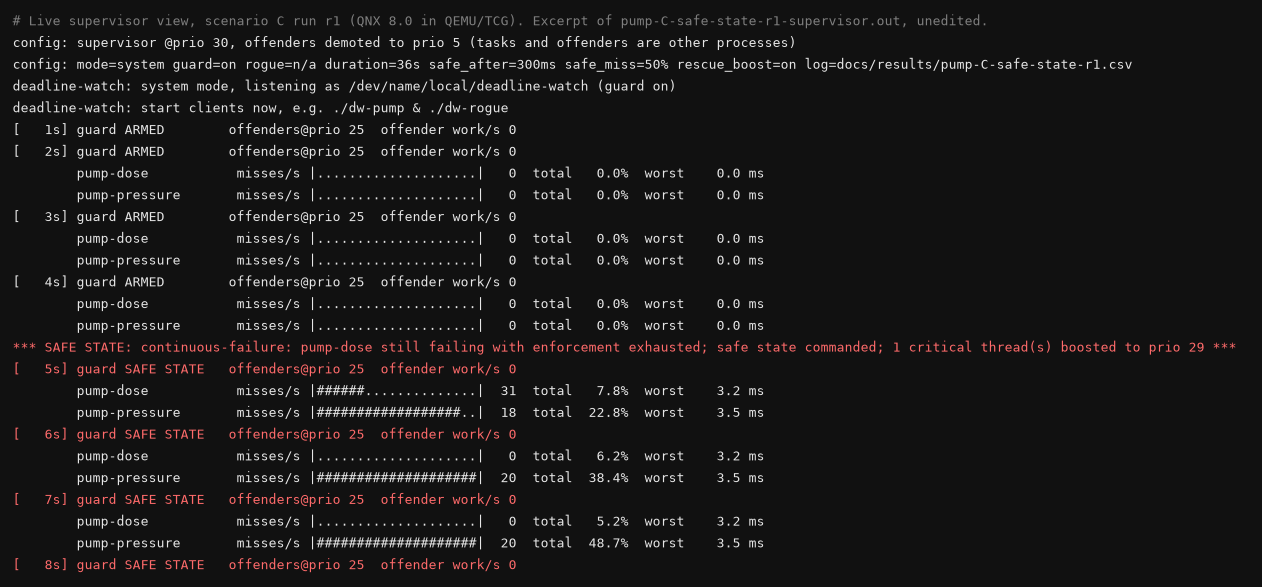 # Live supervisor view, scenario C run r1 (QNX 8.0 in QEMU/TCG). Excerpt of pump-C-safe-state-r1-supervisor.out, unedited.
config: supervisor @prio 30, offenders demoted to prio 5 (tasks and offenders are other processes)
config: mode=system guard=on rogue=n/a duration=36s safe_after=300ms safe_miss=50% rescue_boost=on log=docs/results/pump-C-safe-state-r1.csv
deadline-watch: system mode, listening as /dev/name/local/deadline-watch (guard on)
deadline-watch: start clients now, e.g. ./dw-pump & ./dw-rogue
[   1s] guard ARMED        offenders@prio 25  offender work/s 0
[   2s] guard ARMED        offenders@prio 25  offender work/s 0
        pump-dose           misses/s |....................|   0  total   0.0%  worst    0.0 ms
        pump-pressure       misses/s |....................|   0  total   0.0%  worst    0.0 ms
[   3s] guard ARMED        offenders@prio 25  offender work/s 0
        pump-dose           misses/s |....................|   0  total   0.0%  worst    0.0 ms
        pump-pressure       misses/s |....................|   0  total   0.0%  worst    0.0 ms
[   4s] guard ARMED        offenders@prio 25  offender work/s 0
        pump-dose           misses/s |....................|   0  total   0.0%  worst    0.0 ms
        pump-pressure       misses/s |....................|   0  total   0.0%  worst    0.0 ms
*** SAFE STATE: continuous-failure: pump-dose still failing with enforcement exhausted; safe state commanded; 1 critical thread(s) boosted to prio 29 ***
[   5s] guard SAFE STATE   offenders@prio 25  offender work/s 0
        pump-dose           misses/s |######..............|  31  total   7.8%  worst    3.2 ms
        pump-pressure       misses/s |##################..|  18  total  22.8%  worst    3.5 ms
[   6s] guard SAFE STATE   offenders@prio 25  offender work/s 0
        pump-dose           misses/s |....................|   0  total   6.2%  worst    3.2 ms
        pump-pressure       misses/s |####################|  20  total  38.4%  worst    3.5 ms
[   7s] guard SAFE STATE   offenders@prio 25  offender work/s 0
        pump-dose           misses/s |....................|   0  total   5.2%  worst    3.2 ms
        pump-pressure       misses/s |####################|  20  total  48.7%  worst    3.5 ms
[   8s] guard SAFE STATE   offenders@prio 25  offender work/s 0